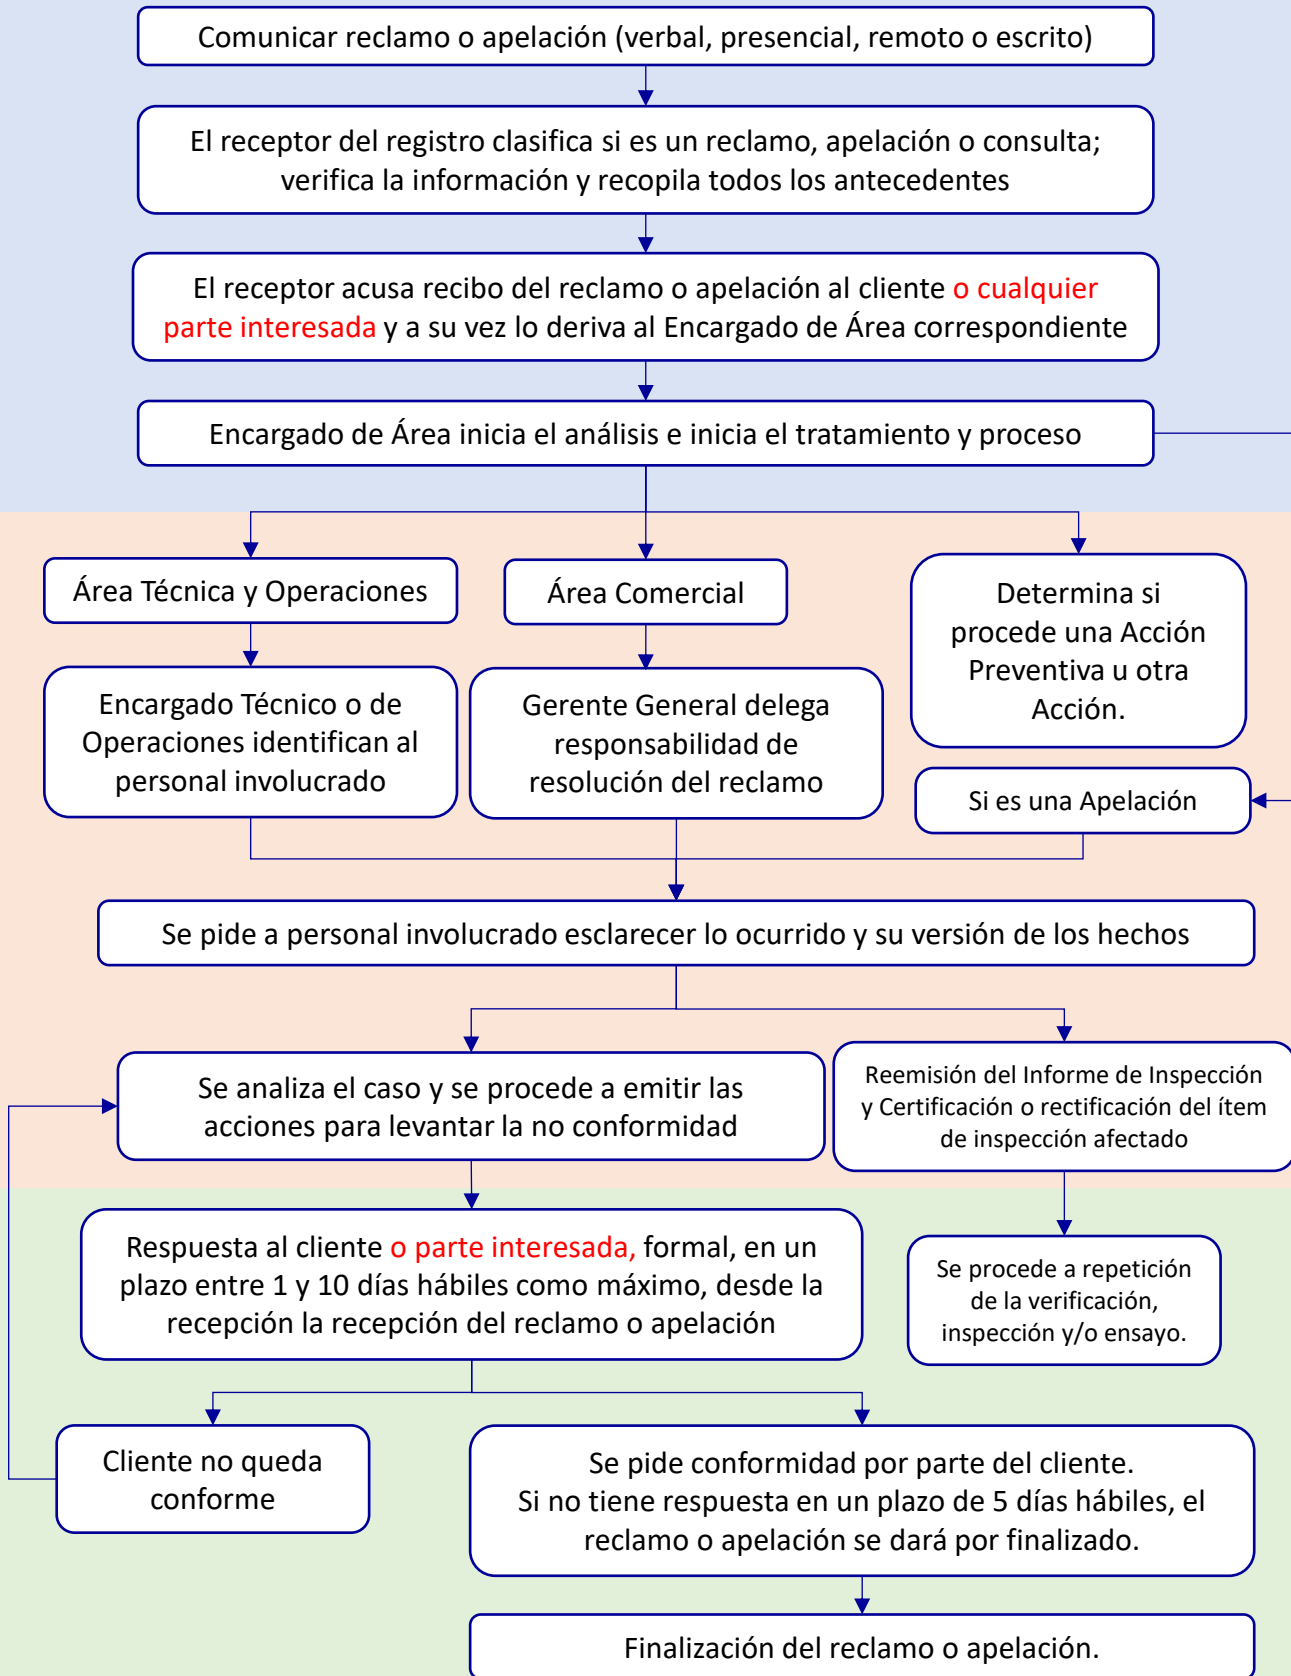 Comunicar reclamo o apelación (verbal, presencial, remoto o escrito)
El receptor del registro clasifica si es un reclamo, apelación o consulta;
verifica la información y recopila todos los antecedentes
El receptor acusa recibo del reclamo o apelación al cliente o cualquier
parte interesada y a su vez lo deriva al Encargado de Área correspondiente
Encargado de Área inicia el análisis e inicia el tratamiento y proceso
Área Técnica y Operaciones
Área Comercial
Determina si
procede una Acción
Preventiva u otra
Acción.
Encargado Técnico o de
Operaciones identifican al
personal involucrado
Gerente General delega
responsabilidad de
resolución del reclamo
Si es una Apelación
Se pide a personal involucrado esclarecer lo ocurrido y su versión de los hechos
Se analiza el caso y se procede a emitir las
acciones para levantar la no conformidad
Reemisión del Informe de Inspección
y Certificación o rectificación del ítem
de inspección afectado
Respuesta al cliente o parte interesada, formal, en un
plazo entre 1 y 10 días hábiles como máximo, desde la
recepción la recepción del reclamo o apelación
Se procede a repetición
de la verificación,
inspección y/o ensayo.
Cliente no queda
conforme
Se pide conformidad por parte del cliente.
Si no tiene respuesta en un plazo de 5 días hábiles, el
reclamo o apelación se dará por finalizado.
Finalización del reclamo o apelación.